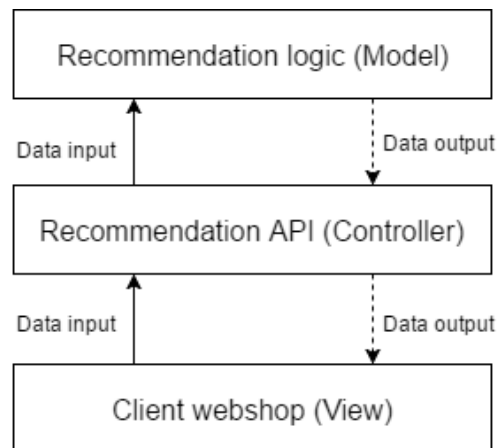 Recommendation logic (Model)
Data input
Data output
Recommendation API (Controller)
Data input
Data output
Client webshop (View)